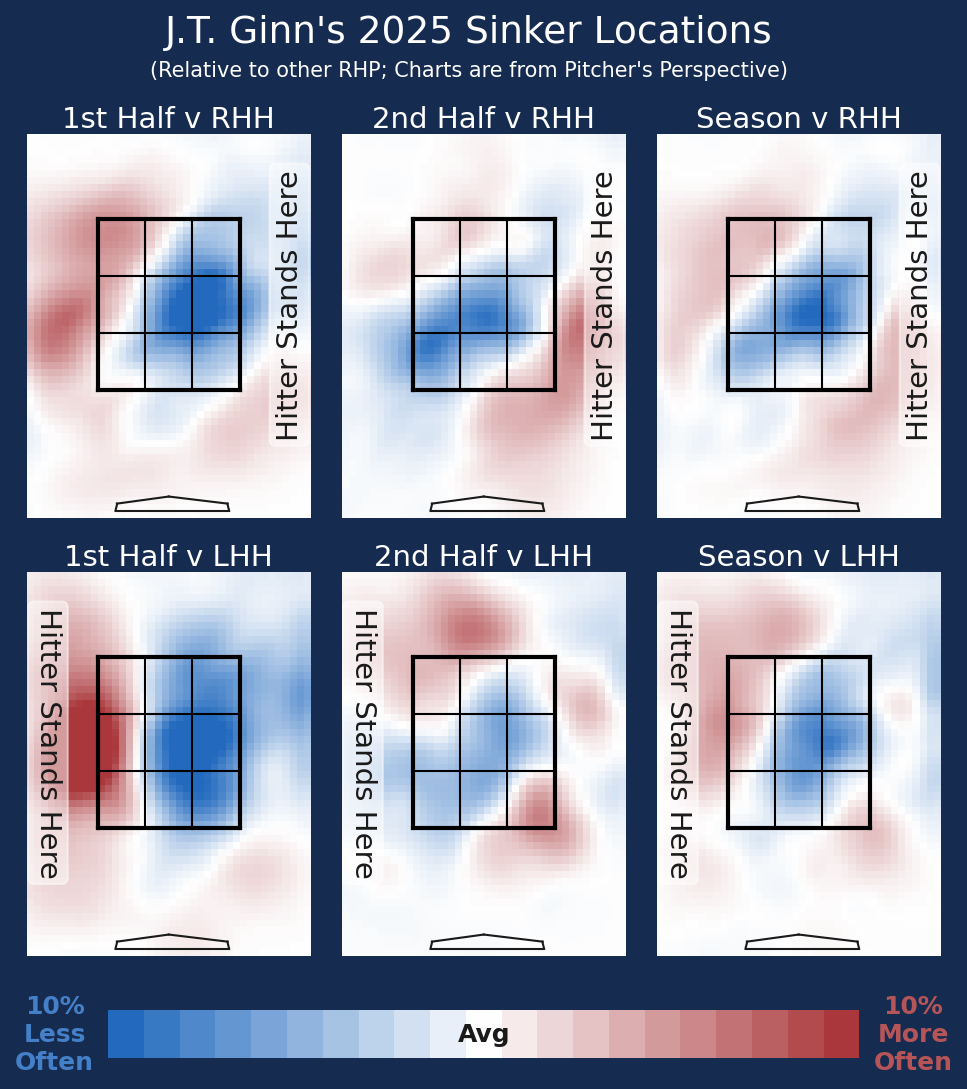 J.T. Ginn's 2025 Sinker Locations
(Relative to other RHP; Charts are from Pitcher's Perspective)
1st Half v RHH
2nd Half v RHH
Season v RHH
Hitter Stands Here
Hitter Stands Here
Hitter Stands Here
1st Half v LHH
2nd Half v LHH
Season v LHH
Hitter Stands Here
Hitter Stands Here
Hitter Stands Here
10%
Less
Often
Avg
10%
More
Often